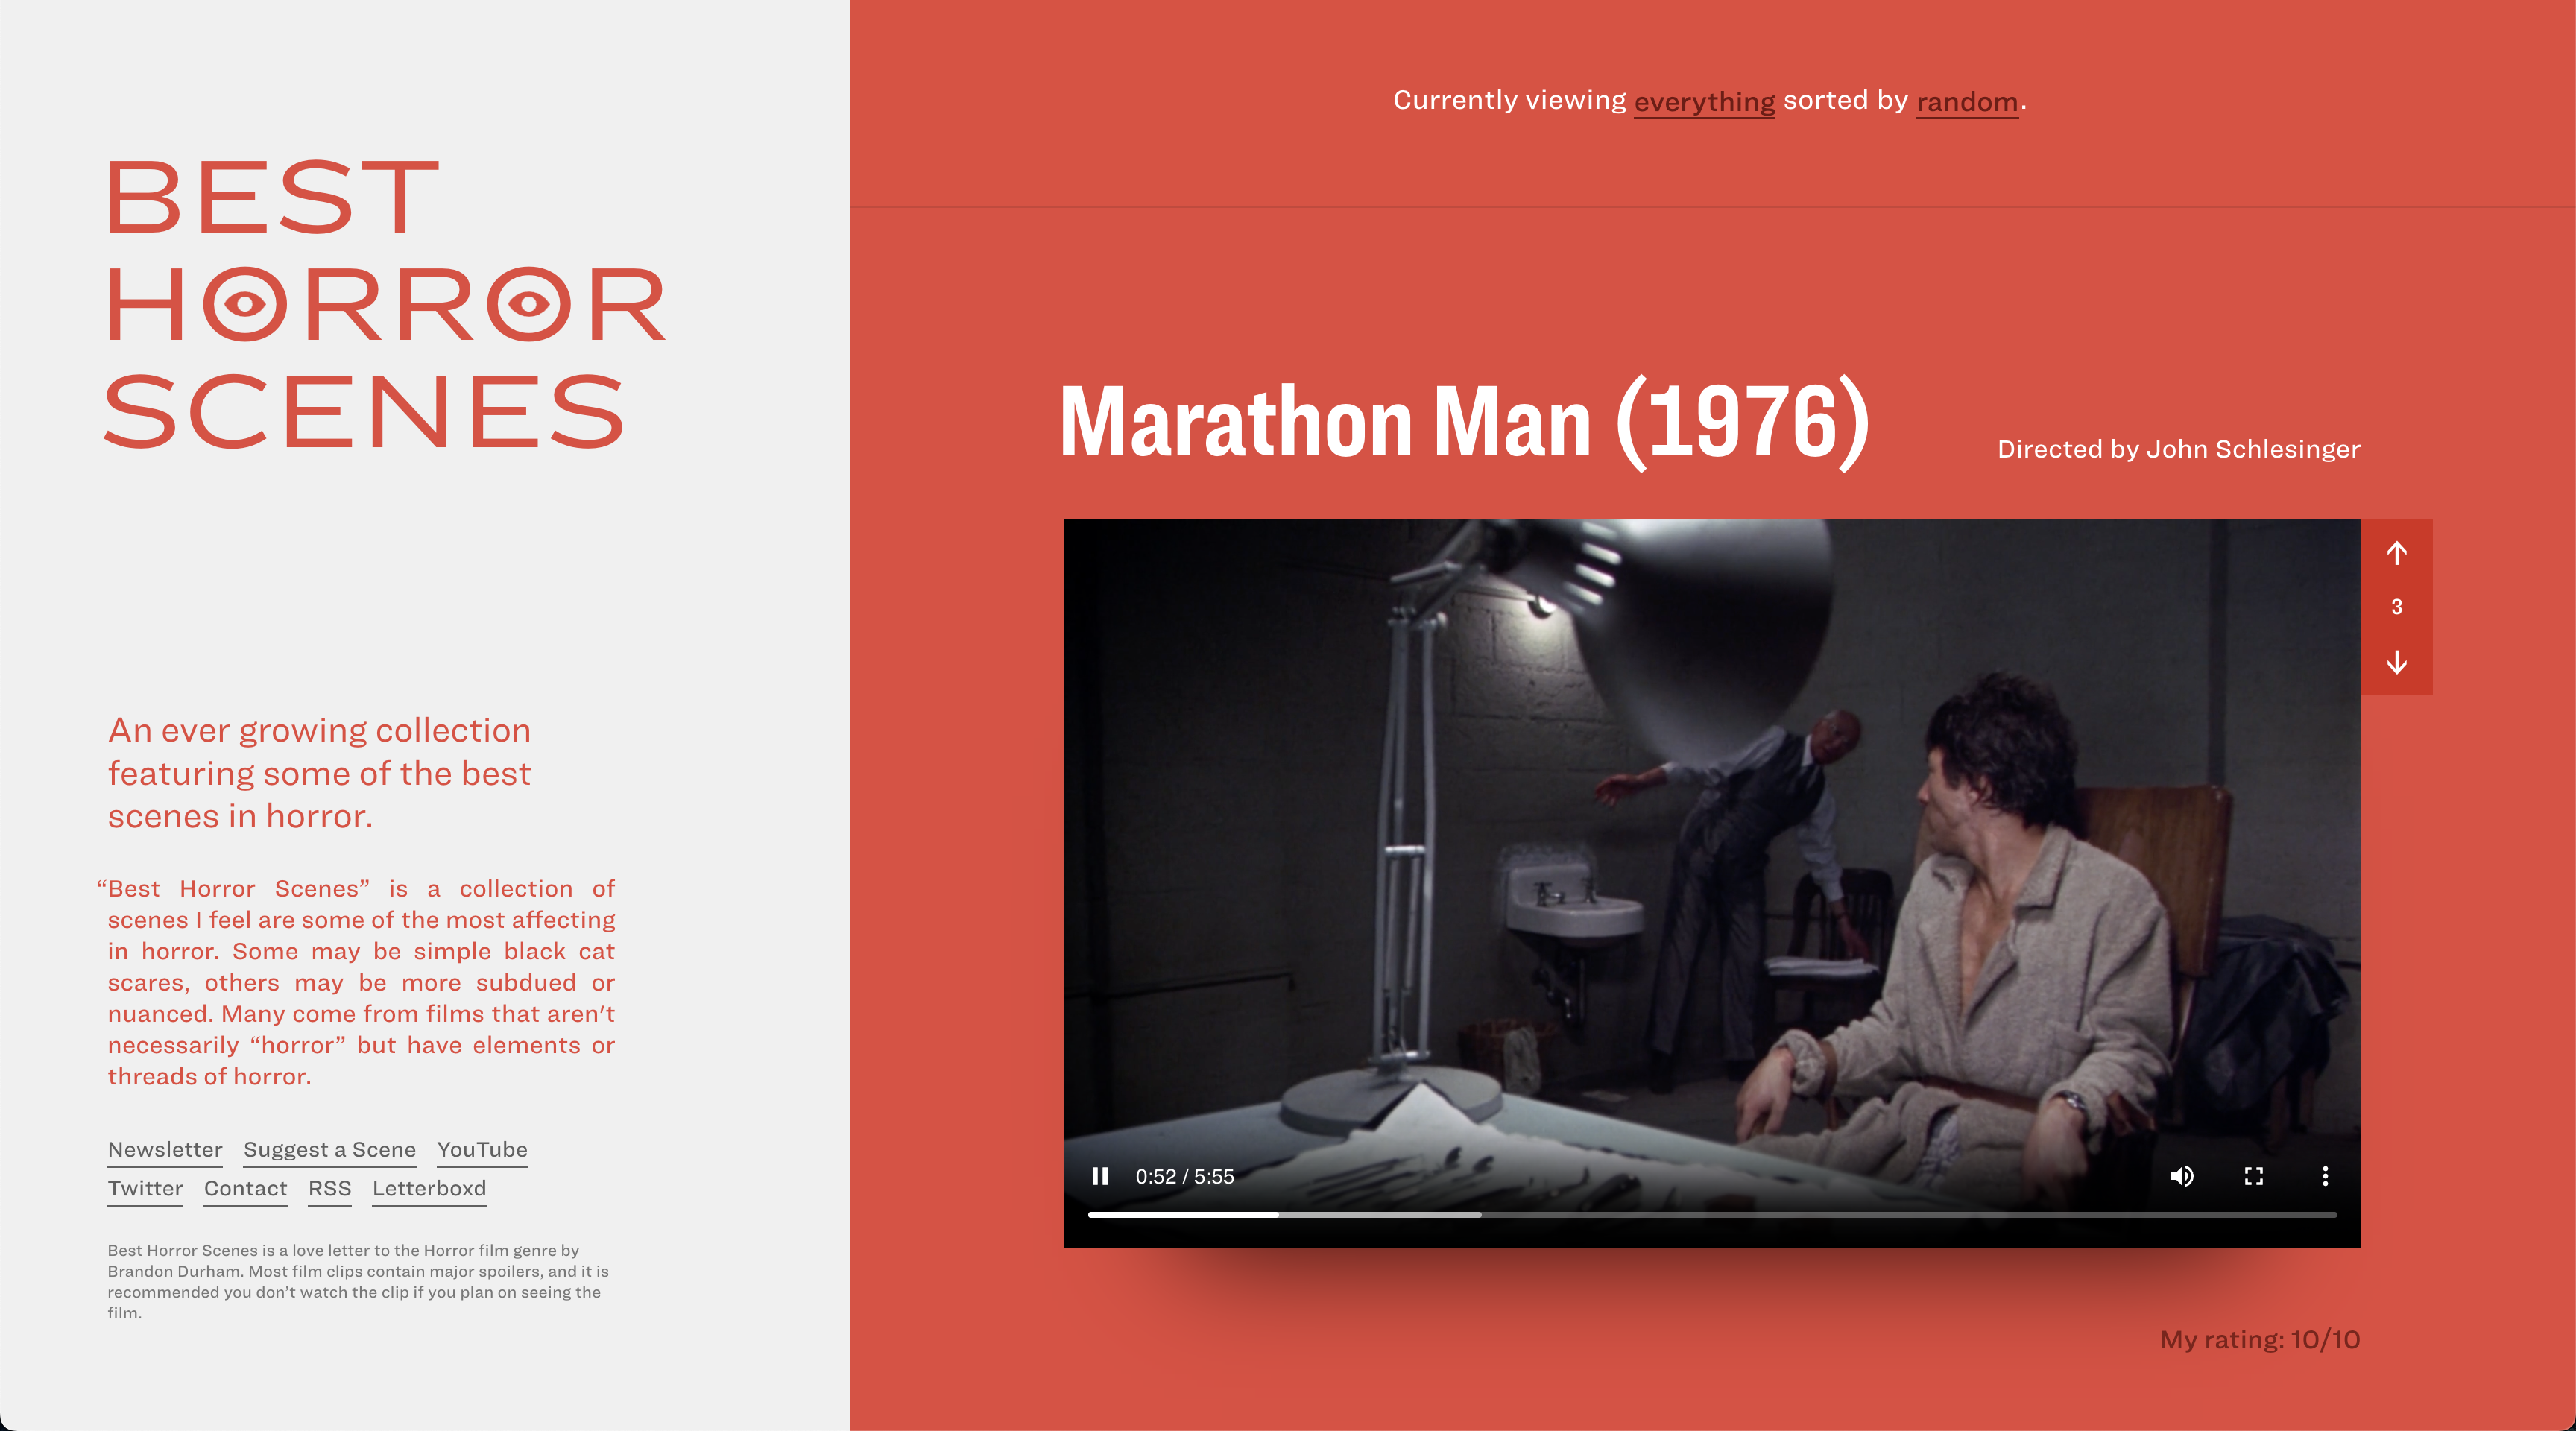 BEST
HORROR
SCENES
An ever growing collection
featuring some of the best
scenes in horror.
“Best Horror Scenes” is a collection of
scenes I feel are some of the most affecting
in horror. Some may be simple black cat
scares, others may be more subdued or
nuanced. Many come from films that aren't
necessarily “horror” but have elements or
threads of horror.
Newsletter Suggest a Scene YouTube
Twitter Contact RSS Letterboxd
Best Horror Scenes is a love letter to the Horror film genre by
Brandon Durham. Most film clips contain major spoilers, and it is
recommended you don’t watch the clip if you plan on seeing the
film.
Currently viewing everything sorted by random.
Marathon Man (1976)
Directed by John Schlesinger
3
0:52 / 5:55
My rating: 10/10